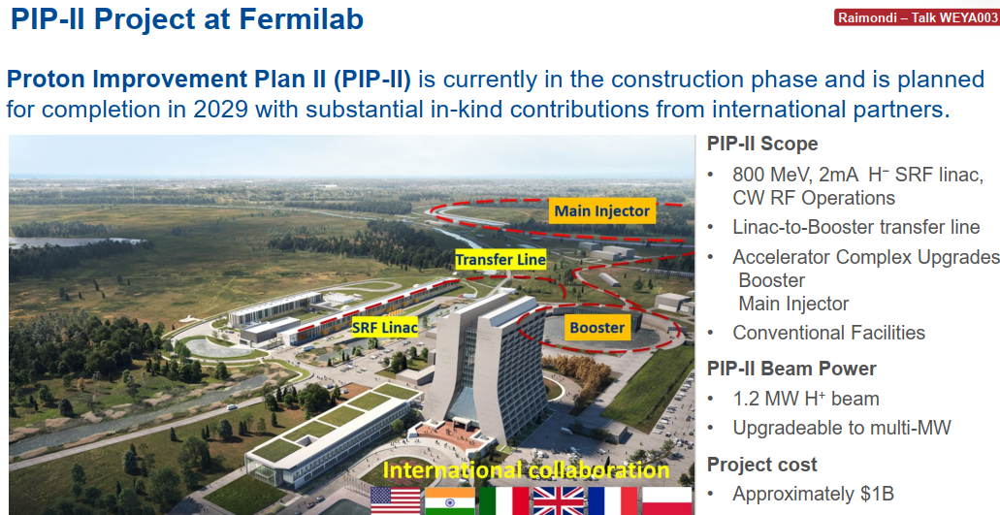 PIP-II Project at Fermilab
Raimondi – Talk WEYA003
Proton Improvement Plan II (PIP-II) is currently in the construction phase and is planned
for completion in 2029 with substantial in-kind contributions from international partners.
Main Injector
Transfer Line
SRF Linac
Booster
International collaboration
PIP-II Scope
• 800 MeV, 2mA H⁻ SRF linac,
CW RF Operations
• Linac-to-Booster transfer line
• Accelerator Complex Upgrades
Booster
Main Injector
• Conventional Facilities
PIP-II Beam Power
• 1.2 MW H⁺ beam
• Upgradeable to multi-MW
Project cost
• Approximately $1B